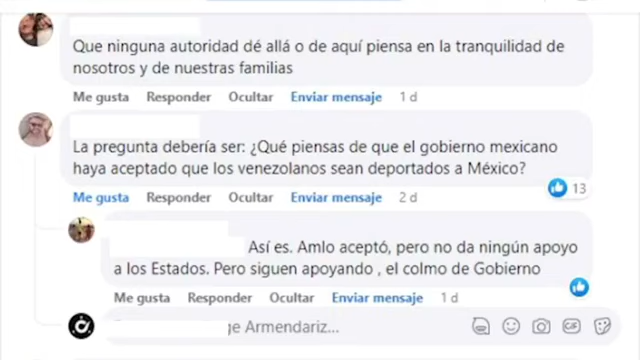 Que ninguna autoridad dé allá o de aquí piensa en la tranquilidad de
nosotros y de nuestras familias
Me gusta Responder Ocultar Enviar mensaje 1 d
La pregunta debería ser: ¿Qué piensas de que el gobierno mexicano
haya aceptado que los venezolanos sean deportados a México?
13
Me gusta Responder Ocultar Enviar mensaje 2 d
Así es. Amlo aceptó, pero no da ningún apoyo
a los Estados. Pero siguen apoyando , el colmo de Gobierno
Me gusta Responder Ocultar Enviar mensaje 1 d
ge Armendariz...
GIF